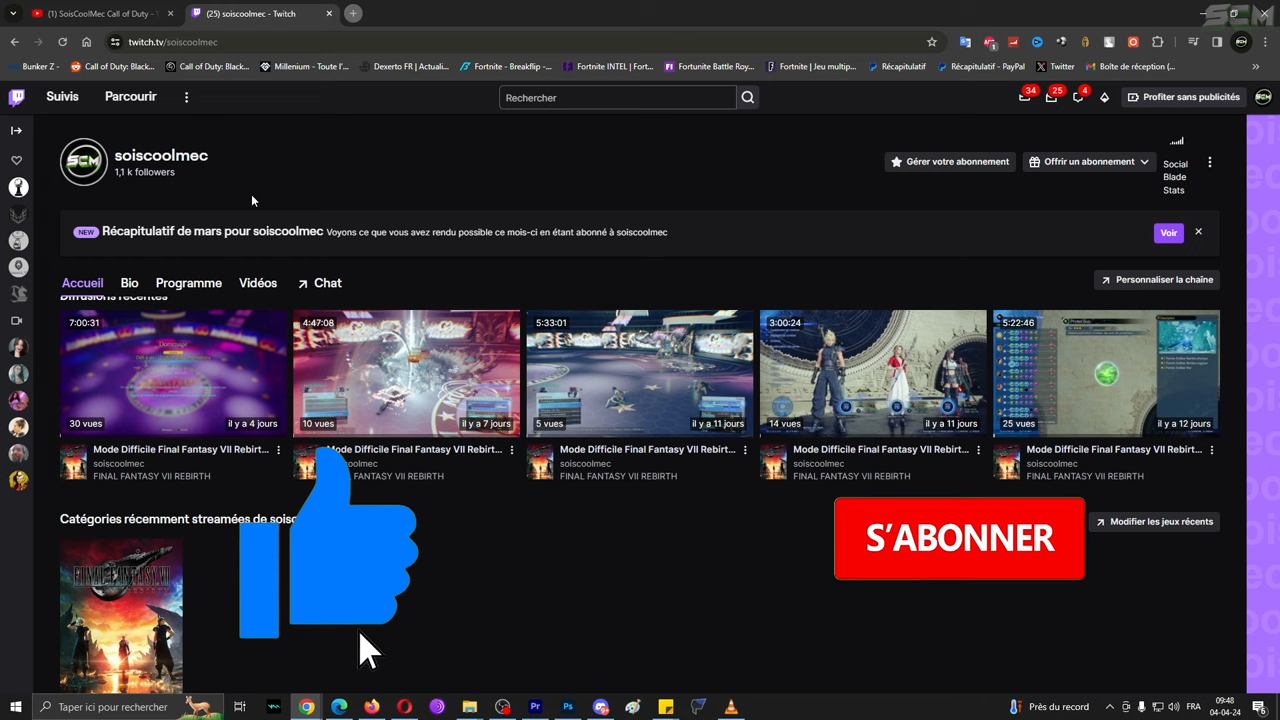 (1) SoisCoolMec Call of Duty -
(25) soiscoolmec - Twitch
SCM
twitch.tv/soiscoolmec
Bunker Z -
Call of Duty: Black...
Call of Duty: Black...
Millenium - Toute l'...
Dexerto FR | Actuali...
Fortnite - Breakflip -...
Fortnite INTEL | Fort...
Fortunite Battle Roy...
Fortnite | Jeu multip...
Récapitulatif
Récapitulatif - PayPal
Twitter
Boîte de réception (...
Suivis
Parcourir
Rechercher
34
25
4
Profiter sans publicités
SCM
soiscoolmec
1,1 k followers
Gérer votre abonnement
Offrir un abonnement
Social
Blade
Stats
NEW
Récapitulatif de mars pour soiscoolmec
Voyons ce que vous avez rendu possible ce mois-ci en étant abonné à soiscoolmec
Voir
Accueil
Bio
Programme
Vidéos
Chat
Personnaliser la chaîne
Diffusions récentes
7:00:31
4:47:08
5:33:01
3:00:24
5:22:46
Dommage
30 vues
il y a 4 jours
10 vues
il y a 7 jours
5 vues
il y a 11 jours
14 vues
il y a 11 jours
25 vues
il y a 12 jours
Mode Difficile Final Fantasy VII Rebirt...
soiscoolmec
FINAL FANTASY VII REBIRTH
Mode Difficile Final Fantasy VII Rebirt...
soiscoolmec
FANTASY VII REBIRTH
Mode Difficile Final Fantasy VII Rebirt...
soiscoolmec
FINAL FANTASY VII REBIRTH
Mode Difficile Final Fantasy VII Rebirt...
soiscoolmec
FINAL FANTASY VII REBIRTH
Mode Difficile Final Fantasy VII Rebirt...
soiscoolmec
FINAL FANTASY VII REBIRTH
Catégories récemment streamées de soisc
S'ABONNER
Modifier les jeux récents
FINAL FANTASY VII
REBIRTH
Taper ici pour rechercher
Près du record
FRA
09:48
04-04-24
6